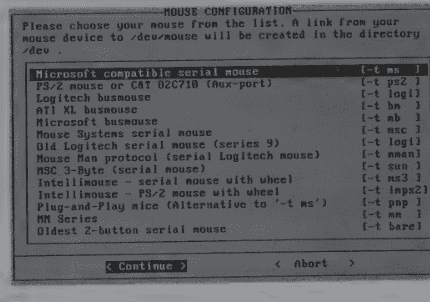 MOUSE CONFIGURATION
Please choose your mouse from the list. A link from your
mouse device to /dev/mouse will be created in the directory
/dev .
Microsoft compatible serial mouse [-t ms ]
PS/2 mouse or C&T 82C710 (Aux-port) [-t ps2 ]
Logitech busmouse [-t logi]
ATI XL busmouse [-t bm ]
Microsoft busmouse [-t mb ]
Mouse Systems serial mouse [-t msc ]
Old Logitech serial mouse (series 9) [-t logi]
Mouse Man protocol (serial Logitech mouse) [-t mman]
MSC 3-Byte (serial mouse) [-t sun ]
Intellimouse - serial mouse with wheel [-t ms3 ]
Intellimouse - PS/2 mouse with wheel [-t imps2]
Plug-and-Play mice (Alternative to '-t ms') [-t pnp ]
MM Series [-t mm ]
Oldest 2-button serial mouse [-t bare]
< Continue > < Abort >